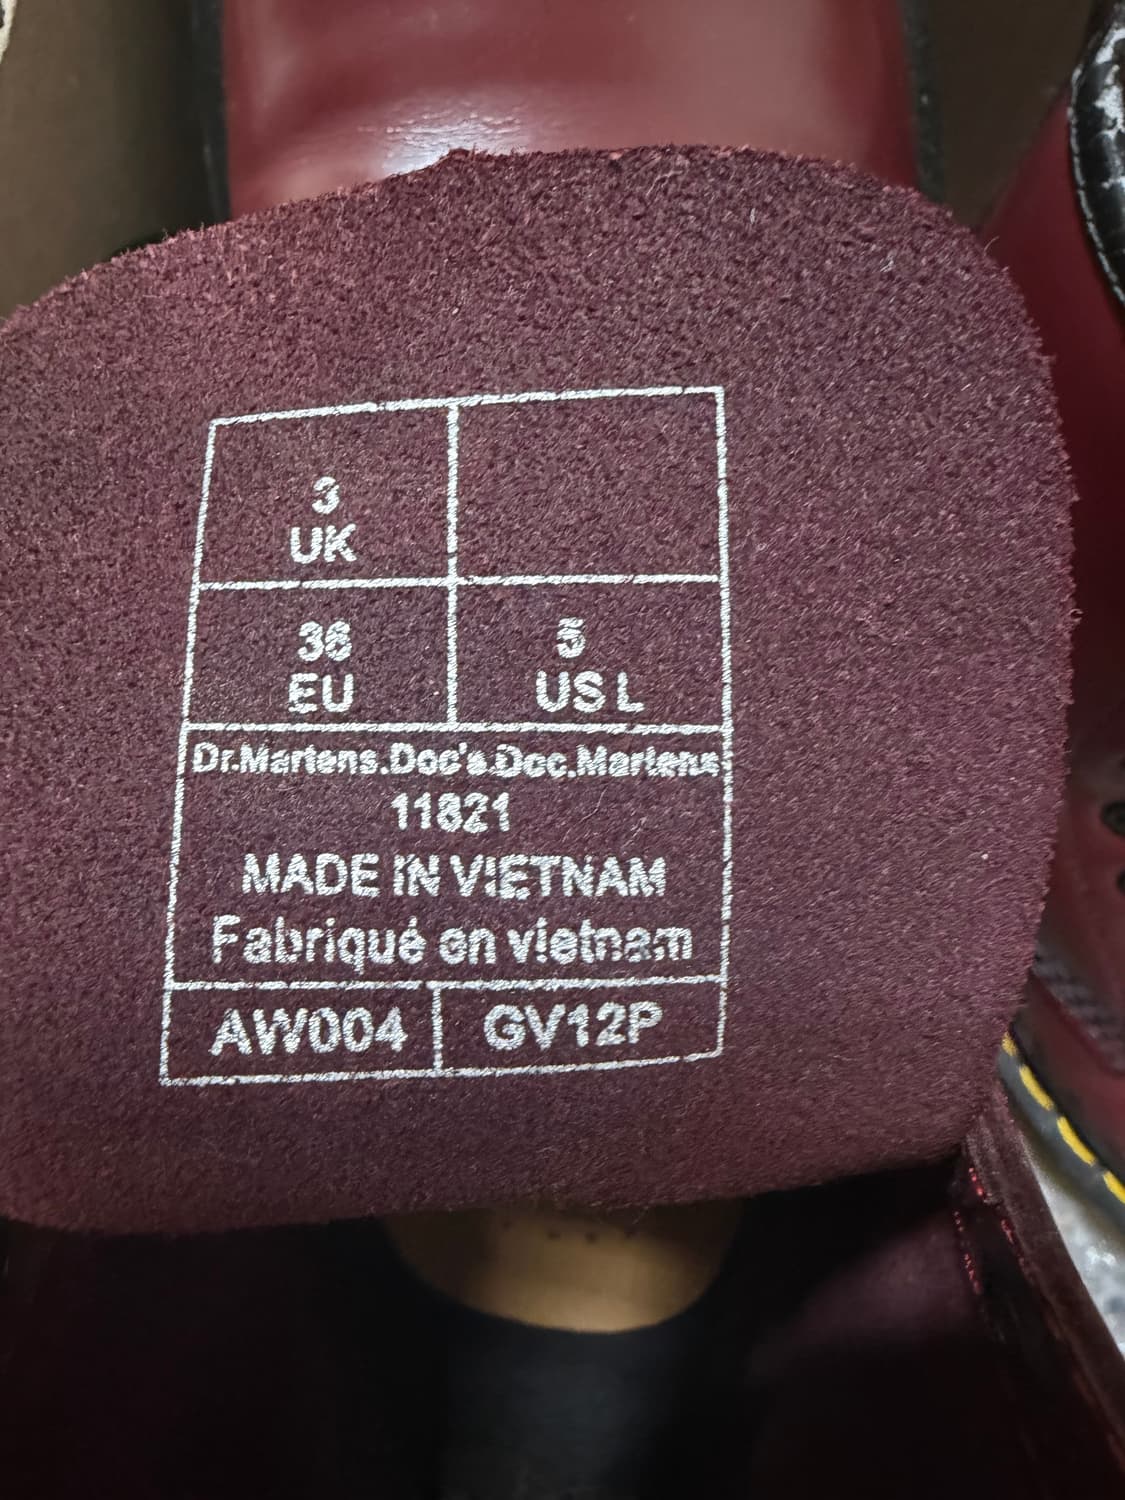 3
UK
36
EU
5
US L
Dr.Martens.Doc's.Doc.Martens
11821
MADE IN VIETNAM
Fabriqué en vietnam
AW004
GV12P